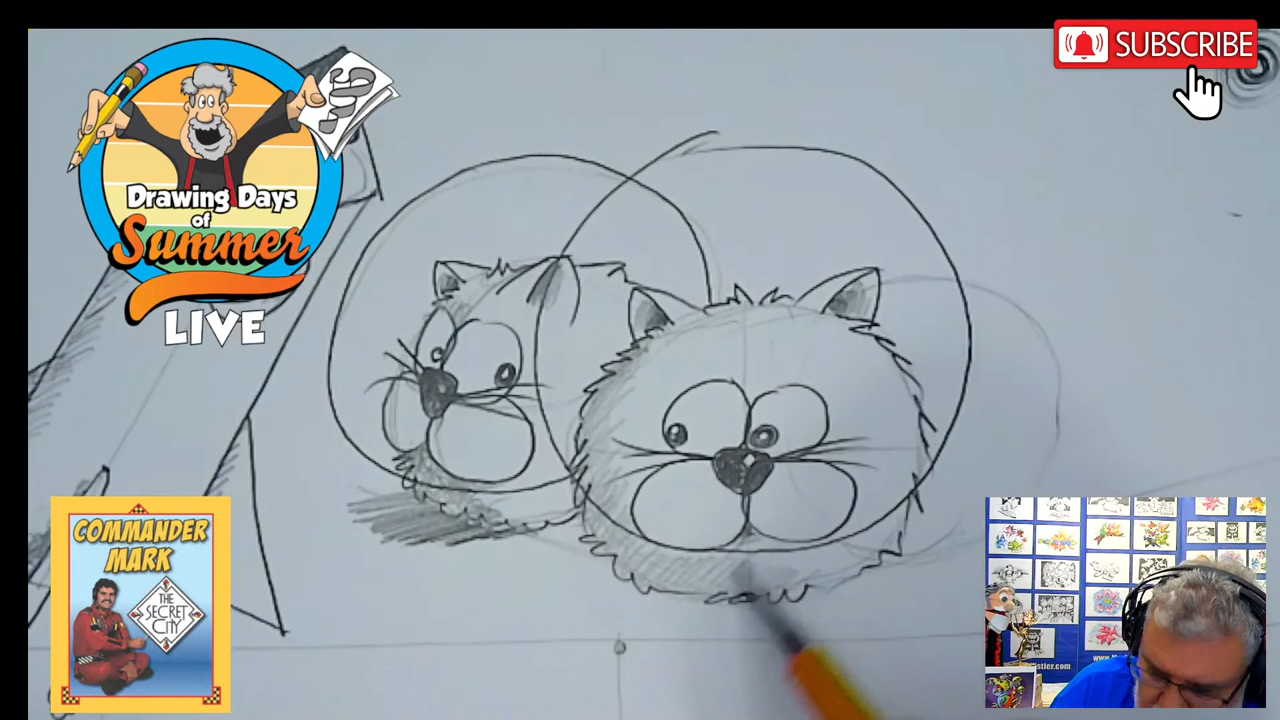 SUBSCRIBE
Drawing Days
of
Summer
LIVE
COMMANDER
MARK
THE
SECRET
CITY